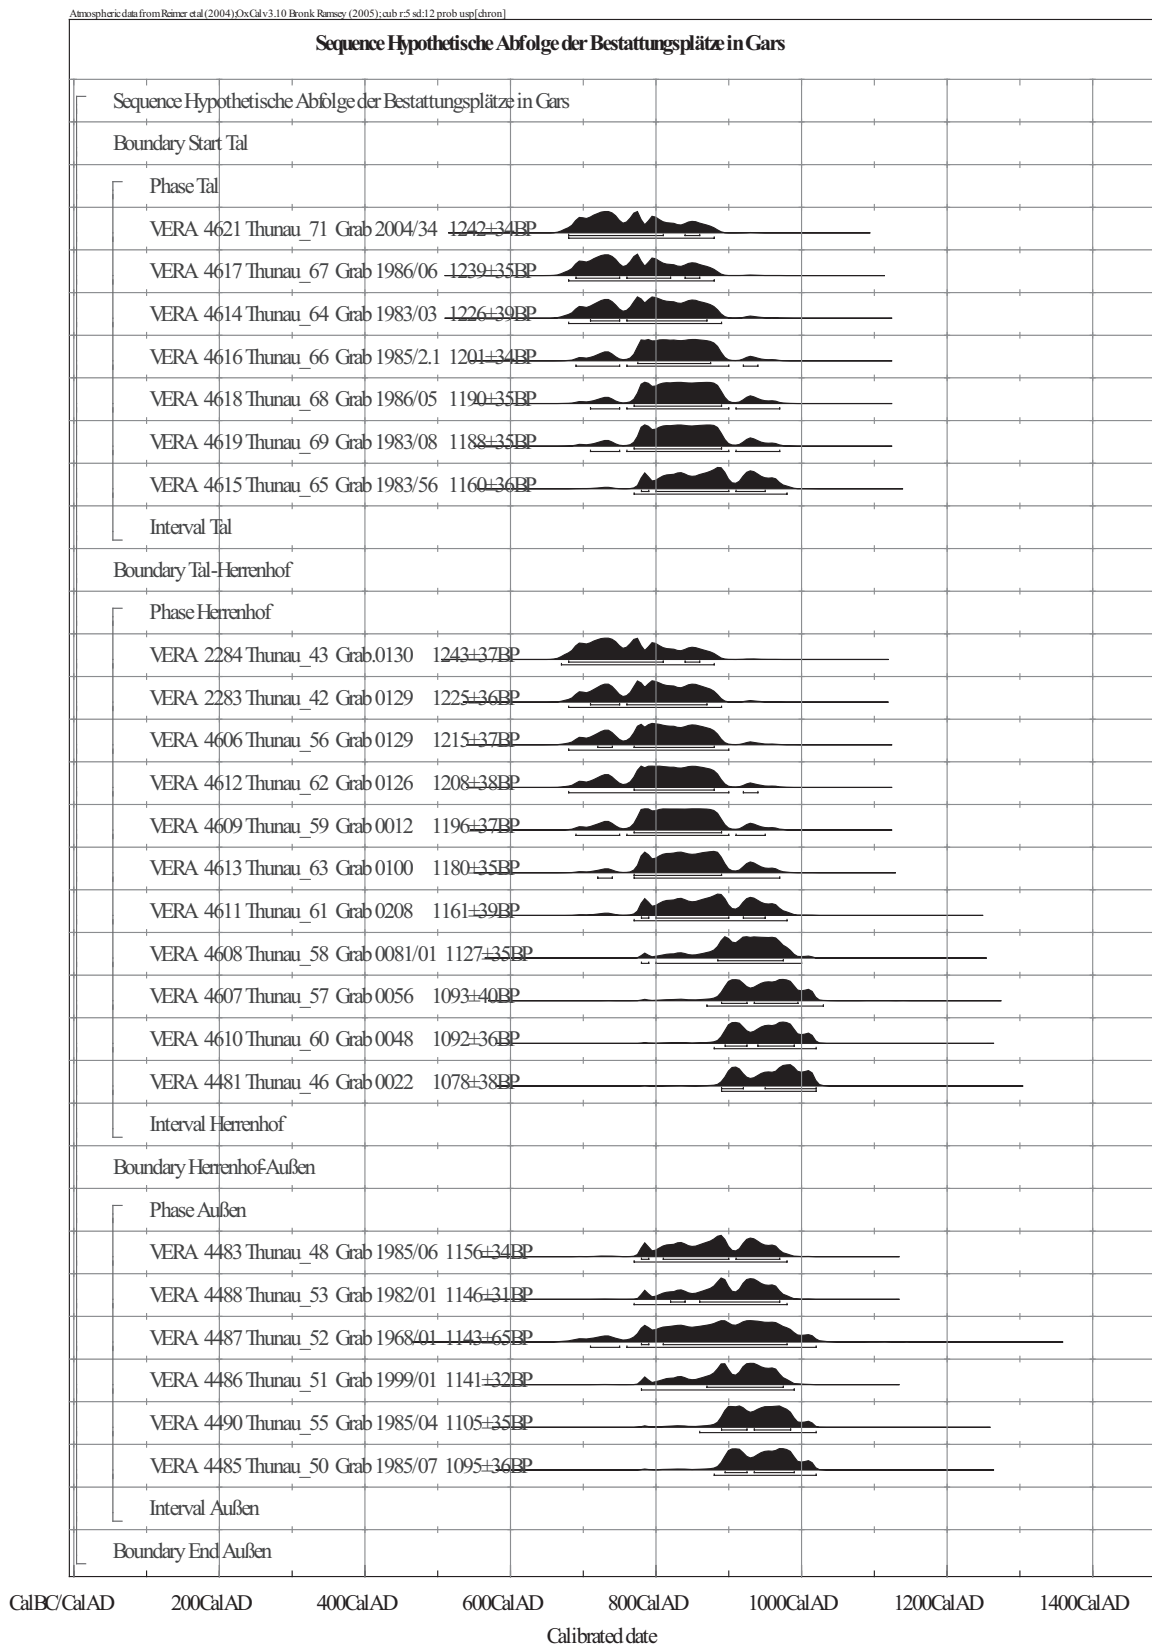 Atmospheric data from Reimer et al (2004);OxCal v3.10 Bronk Ramsey (2005); cub r:5 sd:12 prob usp[chron]
Sequence Hypothetische Abfolge der Bestattungsplätze in Gars
Sequence Hypothetische Abfolge der Bestattungsplätze in Gars
Boundary Start Tal
Phase Tal
VERA 4621 Thunau_71 Grab 2004/34 1242±34BP
VERA 4617 Thunau_67 Grab 1986/06 1239±35BP
VERA 4614 Thunau_64 Grab 1983/03 1226±39BP
VERA 4616 Thunau_66 Grab 1985/2.1 1201±34BP
VERA 4618 Thunau_68 Grab 1986/05 1190±35BP
VERA 4619 Thunau_69 Grab 1983/08 1188±35BP
VERA 4615 Thunau_65 Grab 1983/56 1160±36BP
Interval Tal
Boundary Tal-Herrenhof
Phase Herrenhof
VERA 2284 Thunau_43 Grab.0130 1243±37BP
VERA 2283 Thunau_42 Grab 0129 1225±36BP
VERA 4606 Thunau_56 Grab 0129 1215±37BP
VERA 4612 Thunau_62 Grab 0126 1208±38BP
VERA 4609 Thunau_59 Grab 0012 1196±37BP
VERA 4613 Thunau_63 Grab 0100 1180±35BP
VERA 4611 Thunau_61 Grab 0208 1161±39BP
VERA 4608 Thunau_58 Grab 0081/01 1127±35BP
VERA 4607 Thunau_57 Grab 0056 1093±40BP
VERA 4610 Thunau_60 Grab 0048 1092±36BP
VERA 4481 Thunau_46 Grab 0022 1078±38BP
Interval Herrenhof
Boundary Herrenhof-Außen
Phase Außen
VERA 4483 Thunau_48 Grab 1985/06 1156±34BP
VERA 4488 Thunau_53 Grab 1982/01 1146±31BP
VERA 4487 Thunau_52 Grab 1968/01 1143±65BP
VERA 4486 Thunau_51 Grab 1999/01 1141±32BP
VERA 4490 Thunau_55 Grab 1985/04 1105±35BP
VERA 4485 Thunau_50 Grab 1985/07 1095±36BP
Interval Außen
Boundary End Außen
CalBC/CalAD 200CalAD 400CalAD 600CalAD 800CalAD 1000CalAD 1200CalAD 1400CalAD
Calibrated date